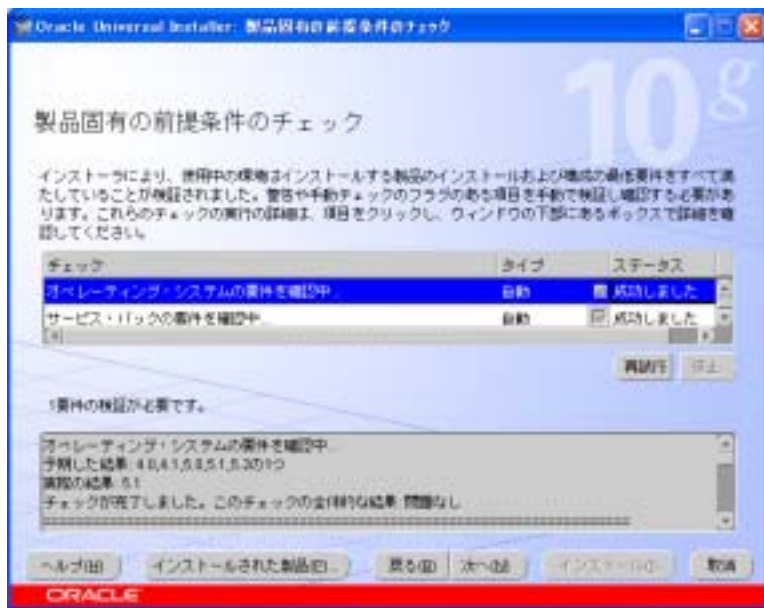 Oracle Universal Installer: 製品固有の前提条件のチェック
10g
製品固有の前提条件のチェック
インストーラにより、使用中の環境はインストールする製品のインストールおよび構成の最低要件をすべて満
たしていることが検証されました。警告や手動チェックのフラグのある項目を手動で検証し確認する必要があ
ります。これらのチェックの実行の詳細は、項目をクリックし、ウィンドウの下部にあるボックスで詳細を確
認してください。
チェック タイプ ステータス
オペレーティング・システムの要件を確認中... 自動 成功しました
サービス・パックの要件を確認中... 自動 成功しました
再試行 停止
1要件の検証が必要です。
オペレーティング・システムの要件を確認中...
予期した結果: 4.0,4.1,5.0,5.1,5.2の1つ
実際の結果: 5.1
チェックが完了しました。このチェックの全体的な結果: 問題なし
ヘルプ(H) インストールされた製品(P)... 戻る(B) 次へ(N) インストール(I) 取消
ORACLE